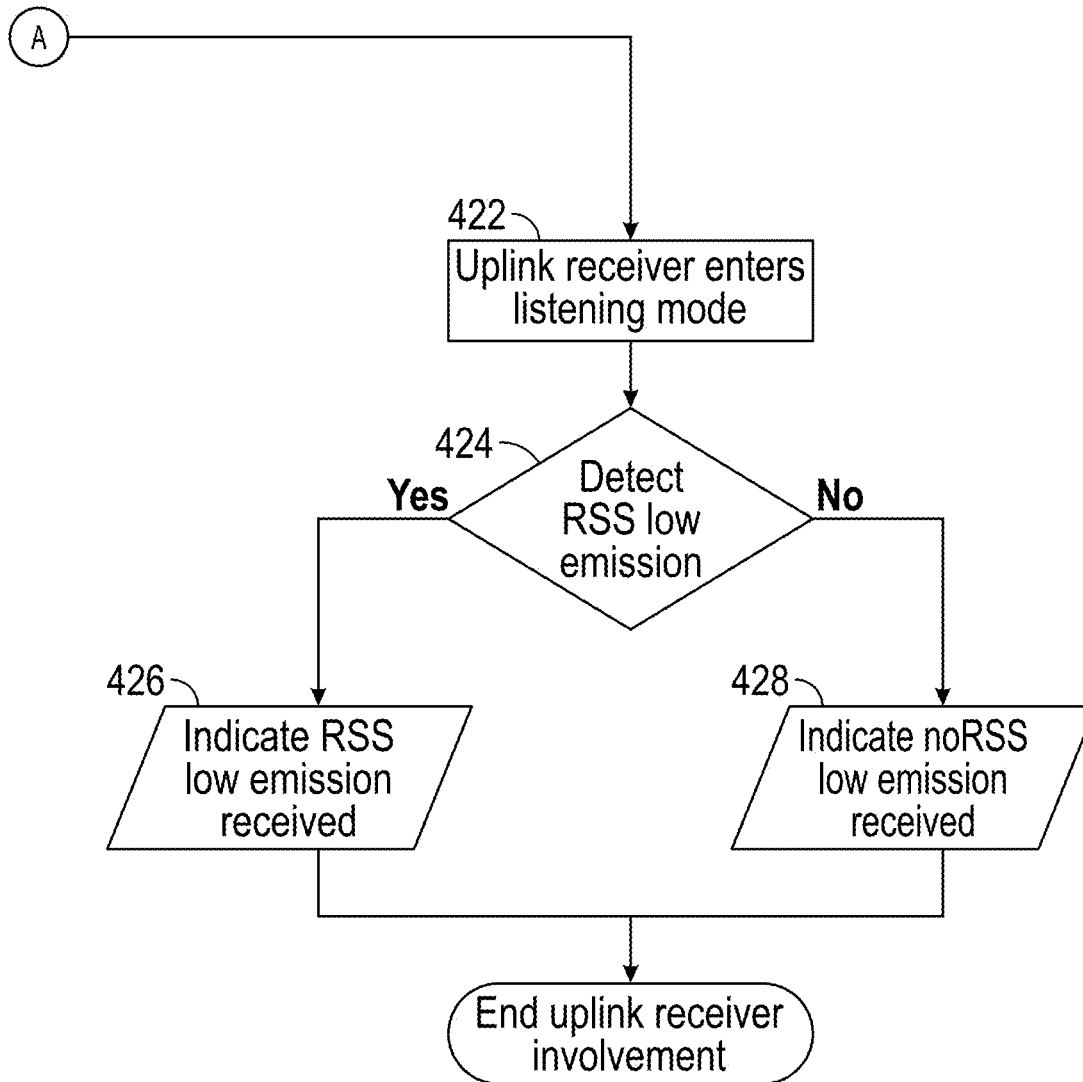 A
422
Uplink receiver enters
listening mode
424
Detect
RSS low
emission
Yes
No
426
Indicate RSS
low emission
received
428
Indicate noRSS
low emission
received
End uplink receiver
involvement